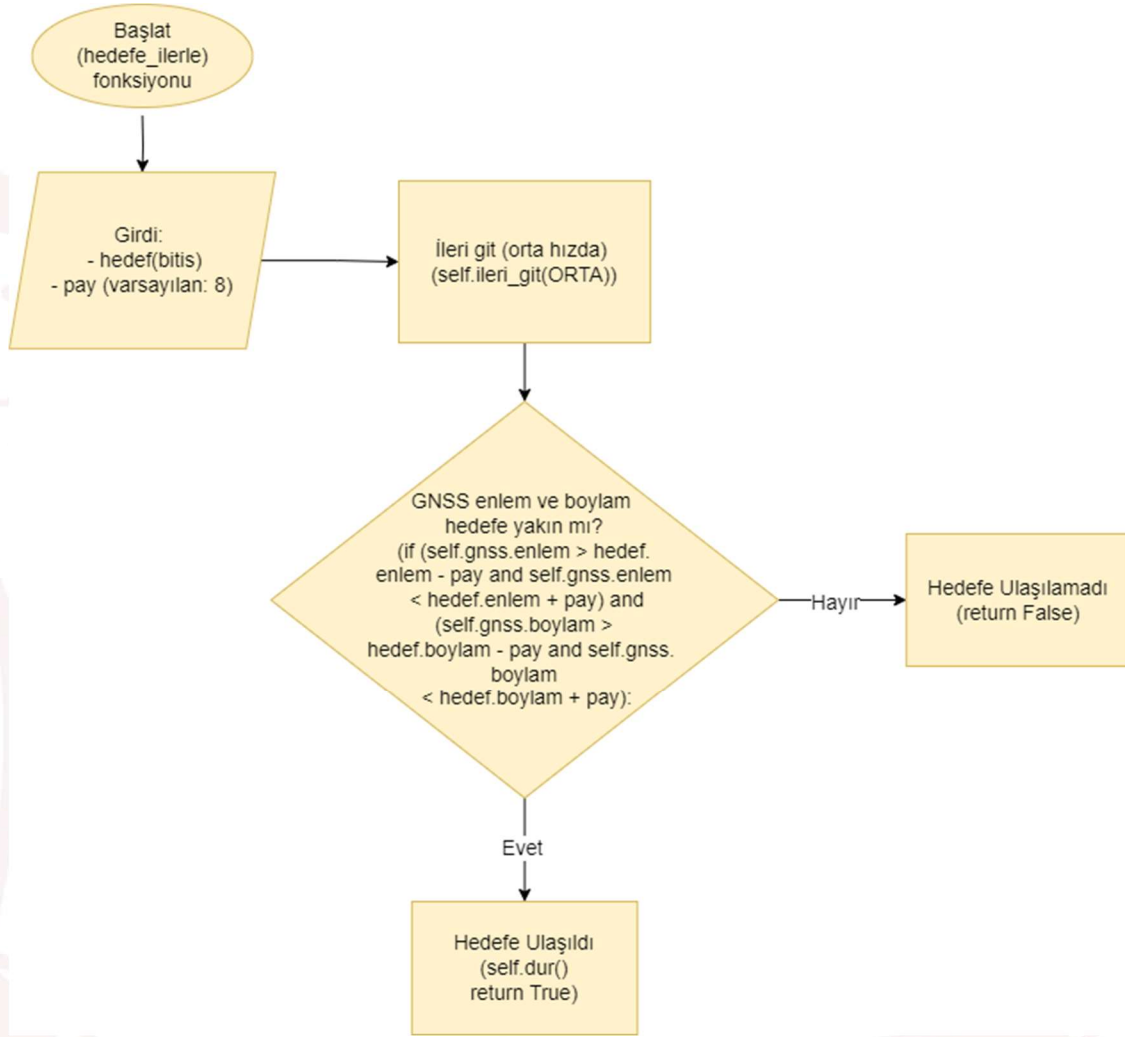 Başlat
(hedefe_ilerle)
fonksiyonu
Girdi:
- hedef(bitis)
- pay (varsayılan: 8)
İleri git (orta hızda)
(self.ileri_git(ORTA))
GNSS enlem ve boylam
hedefe yakın mı?
(if (self.gnss.enlem > hedef.
enlem - pay and self.gnss.enlem
< hedef.enlem + pay) and
(self.gnss.boylam >
hedef.boylam - pay and self.gnss.
boylam
< hedef.boylam + pay):
Hayır
Hedefe Ulaşılamadı
(return False)
Evet
Hedefe Ulaşıldı
(self.dur()
return True)